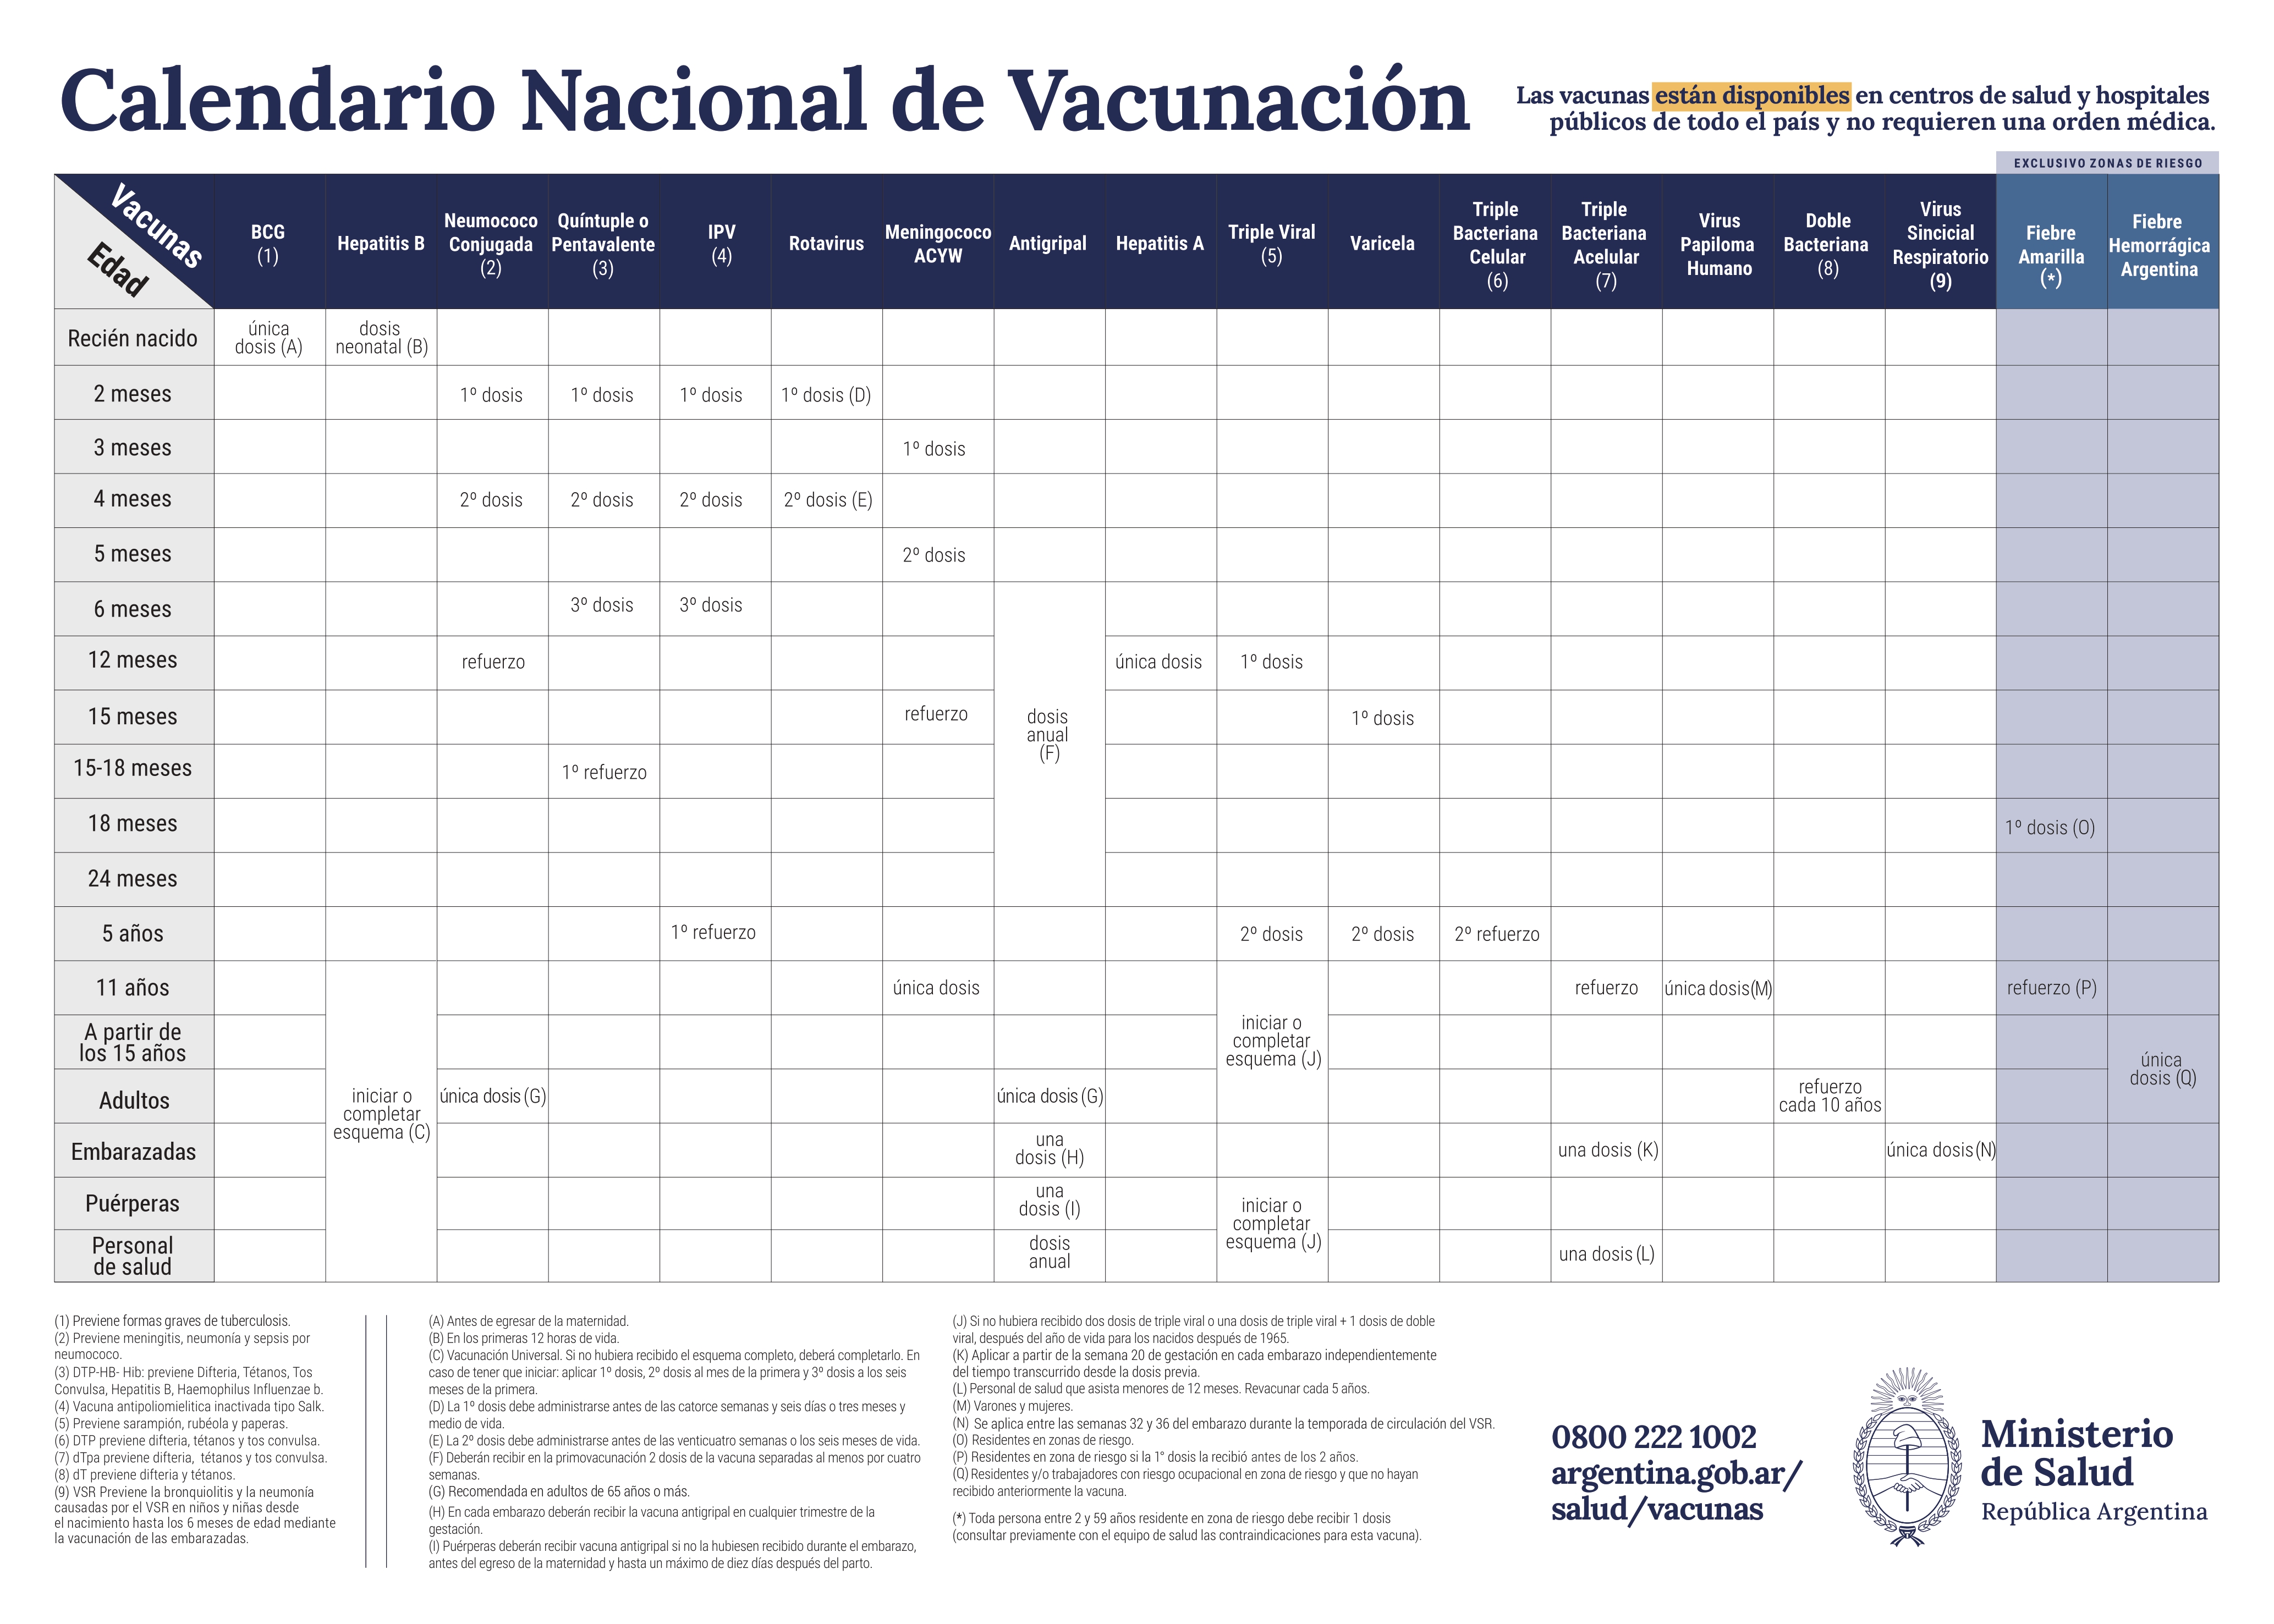 Calendario Nacional de Vacunación
Las vacunas están disponibles en centros de salud y hospitales
públicos de todo el país y no requieren una orden médica.
EXCLUSIVO ZONAS DE RIESGO
Vacunas
Edad
BCG
(1)
Hepatitis B
Neumococo
Conjugada
(2)
Quíntuple o
Pentavalente
(3)
IPV
(4)
Rotavirus
Meningococo
ACYW
Antigripal
Hepatitis A
Triple Viral
(5)
Varicela
Triple
Bacteriana
Celular
(6)
Triple
Bacteriana
Acelular
(7)
Virus
Papiloma
Humano
Doble
Bacteriana
(8)
Virus
Sincicial
Respiratorio
(9)
Fiebre
Amarilla
(*)
Fiebre
Hemorrágica
Argentina
Recién nacido
única
dosis (A)
dosis
neonatal (B)
2 meses
1º dosis
1º dosis
1º dosis
1º dosis (D)
3 meses
1º dosis
4 meses
2º dosis
2º dosis
2º dosis
2º dosis (E)
5 meses
2º dosis
6 meses
3º dosis
3º dosis
12 meses
refuerzo
única dosis
1º dosis
15 meses
refuerzo
dosis
anual
(F)
1º dosis
15-18 meses
1º refuerzo
18 meses
1º dosis (O)
24 meses
5 años
1º refuerzo
2º dosis
2º dosis
2º refuerzo
11 años
única dosis
refuerzo
única dosis(M)
refuerzo (P)
A partir de
los 15 años
iniciar o
completar
esquema (J)
única
dosis (Q)
Adultos
iniciar o
completar
esquema (C)
única dosis (G)
única dosis (G)
refuerzo
cada 10 años
Embarazadas
una
dosis (H)
una dosis (K)
única dosis(N)
Puérperas
una
dosis (I)
iniciar o
completar
esquema (J)
Personal
de salud
dosis
anual
una dosis (L)
(1) Previene formas graves de tuberculosis.
(2) Previene meningitis, neumonía y sepsis por
neumococo.
(3) DTP-HB- Hib: previene Difteria, Tétanos, Tos
Convulsa, Hepatitis B, Haemophilus Influenzae b.
(4) Vacuna antipoliomielitica inactivada tipo Salk.
(5) Previene sarampión, rubéola y paperas.
(6) DTP previene difteria, tétanos y tos convulsa.
(7) dTpa previene difteria, tétanos y tos convulsa.
(8) dT previene difteria y tétanos.
(9) VSR Previene la bronquiolitis y la neumonía
causadas por el VSR en niños y niñas desde
el nacimiento hasta los 6 meses de edad mediante
la vacunación de las embarazadas.
(A) Antes de egresar de la maternidad.
(B) En los primeras 12 horas de vida.
(C) Vacunación Universal. Si no hubiera recibido el esquema completo, deberá completarlo. En
caso de tener que iniciar: aplicar 1º dosis, 2º dosis al mes de la primera y 3º dosis a los seis
meses de la primera.
(D) La 1º dosis debe administrarse antes de las catorce semanas y seis días o tres meses y
medio de vida.
(E) La 2º dosis debe administrarse antes de las venticuatro semanas o los seis meses de vida.
(F) Deberán recibir en la primovacunación 2 dosis de la vacuna separadas al menos por cuatro
semanas.
(G) Recomendada en adultos de 65 años o más.
(H) En cada embarazo deberán recibir la vacuna antigripal en cualquier trimestre de la
gestación.
(I) Puérperas deberán recibir vacuna antigripal si no la hubiesen recibido durante el embarazo,
antes del egreso de la maternidad y hasta un máximo de diez días después del parto.
(J) Si no hubiera recibido dos dosis de triple viral o una dosis de triple viral + 1 dosis de doble
viral, después del año de vida para los nacidos después de 1965.
(K) Aplicar a partir de la semana 20 de gestación en cada embarazo independientemente
del tiempo transcurrido desde la dosis previa.
(L) Personal de salud que asista menores de 12 meses. Revacunar cada 5 años.
(M) Varones y mujeres.
(N) Se aplica entre las semanas 32 y 36 del embarazo durante la temporada de circulación del VSR.
(O) Residentes en zonas de riesgo.
(P) Residentes en zona de riesgo si la 1° dosis la recibió antes de los 2 años.
(Q) Residentes y/o trabajadores con riesgo ocupacional en zona de riesgo y que no hayan
recibido anteriormente la vacuna.
(*) Toda persona entre 2 y 59 años residente en zona de riesgo debe recibir 1 dosis
(consultar previamente con el equipo de salud las contraindicaciones para esta vacuna).
0800 222 1002
argentina.gob.ar/
salud/vacunas
Ministerio
de Salud
República Argentina